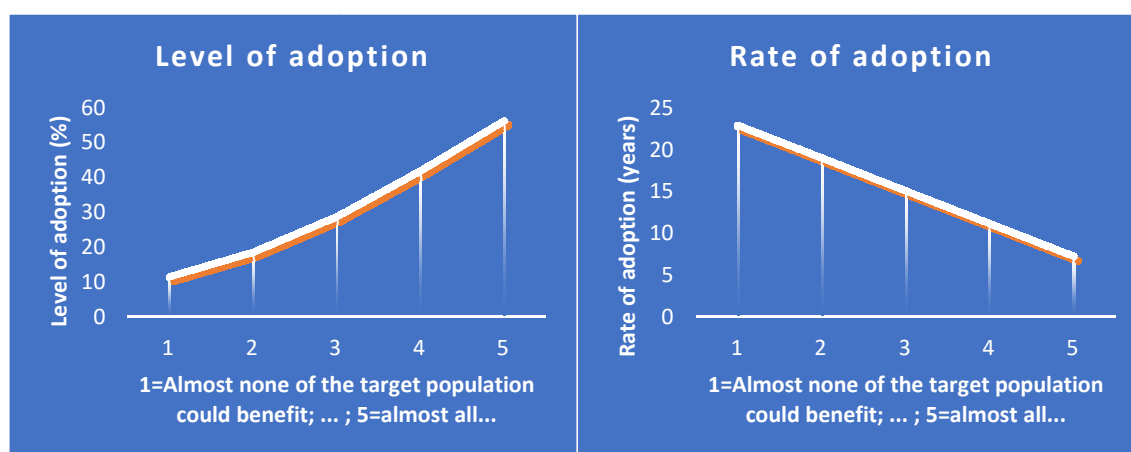 Level of adoption
Level of adoption (%)
60
50
40
30
20
10
0
1 2 3 4 5
1=Almost none of the target population
could benefit; ... ; 5=almost all...
Rate of adoption
Rate of adoption (years)
25
20
15
10
5
0
1 2 3 4 5
1=Almost none of the target population
could benefit; ... ; 5=almost all...